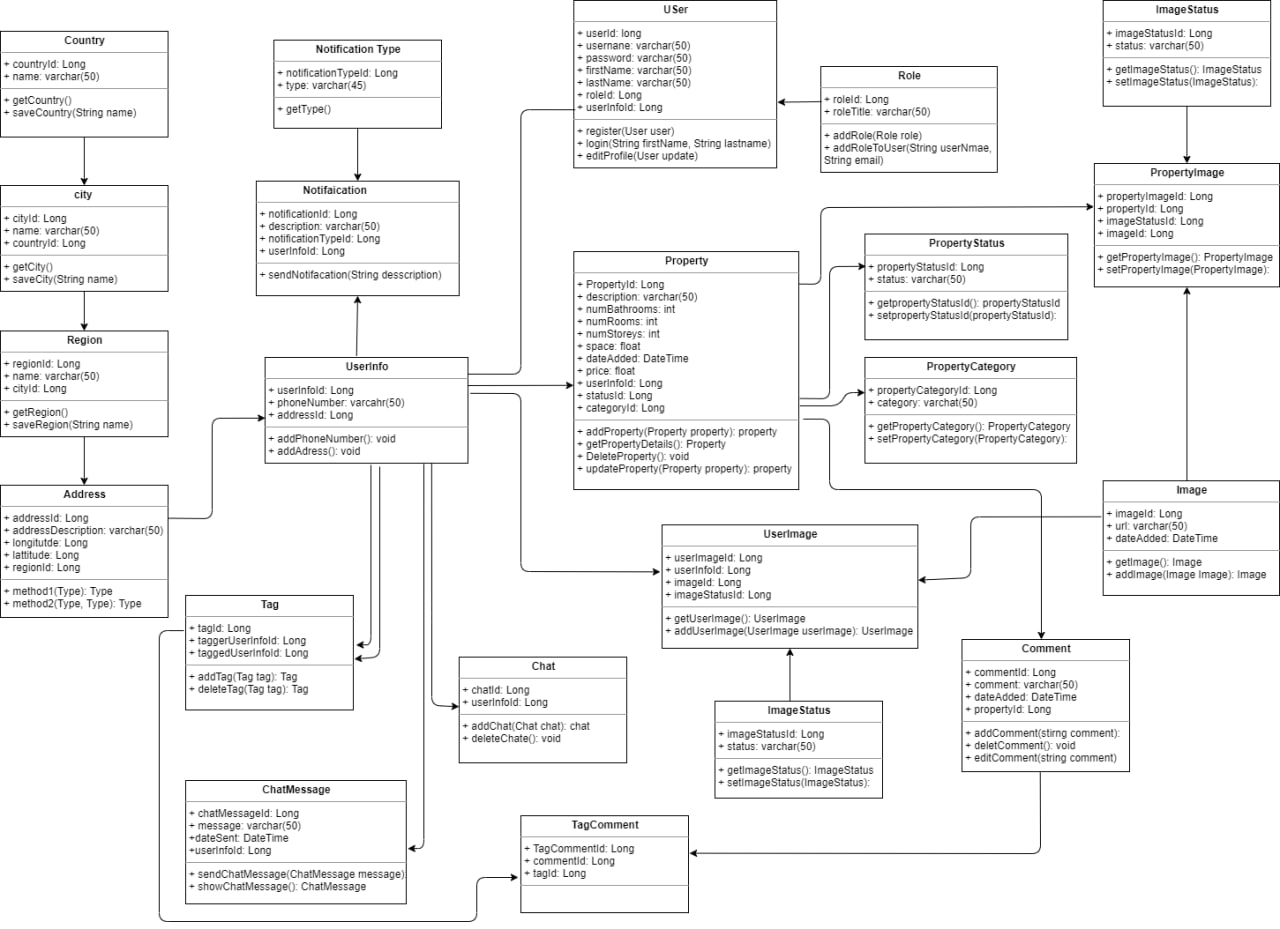 Country
+ countryId: Long
+ name: varchar(50)
+ getCountry()
+ saveCountry(String name)
city
+ cityId: Long
+ name: varchar(50)
+ countryId: Long
+ getCity()
+ saveCity(String name)
Region
+ regionId: Long
+ name: varchar(50)
+ cityId: Long
+ getRegion()
+ saveRegion(String name)
Address
+ addressId: Long
+ addressDescription: varchar(50)
+ longitutde: Long
+ lattitude: Long
+ regionId: Long
+ method1(Type): Type
+ method2(Type, Type): Type
Notification Type
+ notificationTypeId: Long
+ type: varchar(45)
+ getType()
Notifaication
+ notificationId: Long
+ description: varchar(50)
+ notificationTypeId: Long
+ userInfoId: Long
+ sendNotifacation(String desscription)
UserInfo
+ userInfoId: Long
+ phoneNumber: varcahr(50)
+ addressId: Long
+ addPhoneNumber(): void
+ addAdress(): void
Tag
+ tagId: Long
+ taggerUserInfoId: Long
+ taggedUserInfoId: Long
+ addTag(Tag tag): Tag
+ deleteTag(Tag tag): Tag
ChatMessage
+ chatMessageId: Long
+ message: varchar(50)
+dateSent: DateTime
+userInfoId: Long
+ sendChatMessage(ChatMessage message)
+ showChatMessage(): ChatMessage
Chat
+ chatId: Long
+ userInfoId: Long
+ addChat(Chat chat): chat
+ deleteChate(): void
USer
+ userId: long
+ username: varchar(50)
+ password: varchar(50)
+ firstName: varchar(50)
+ lastName: varchar(50)
+ roleId: Long
+ userInfoId: Long
+ register(User user)
+ login(String firstName, String lastname)
+ editProfile(User update)
Role
+ roleId: Long
+ roleTitle: varchar(50)
+ addRole(Role role)
+ addRoleToUser(String userNmae,
String email)
Property
+ PropertyId: Long
+ description: varchar(50)
+ numBathrooms: int
+ numRooms: int
+ numStoreys: int
+ space: float
+ dateAdded: DateTime
+ price: float
+ userInfoId: Long
+ statusId: Long
+ categoryId: Long
+ addProperty(Property property): property
+ getPropertyDetails(): Property
+ DeleteProperty(): void
+ updateProperty(Property property): property
PropertyStatus
+ propertyStatusId: Long
+ status: varchar(50)
+ getpropertyStatusId(): propertyStatusId
+ setpropertyStatusId(propertyStatusId):
PropertyCategory
+ propertyCategoryId: Long
+ category: varchat(50)
+ getPropertyCategory(): PropertyCategory
+ setPropertyCategory(PropertyCategory):
ImageStatus
+ imageStatusId: Long
+ status: varchar(50)
+ getImageStatus(): ImageStatus
+ setImageStatus(ImageStatus):
PropertyImage
+ propertyImageId: Long
+ propertyId: Long
+ imageStatusId: Long
+ imageId: Long
+ getPropertyImage(): PropertyImage
+ setPropertyImage(PropertyImage):
Image
+ imageId: Long
+ url: varchar(50)
+ dateAdded: DateTime
+ getImage(): Image
+ addImage(Image Image): Image
UserImage
+ userImageId: Long
+ userInfoId: Long
+ imageId: Long
+ imageStatusId: Long
+ getUserImage(): UserImage
+ addUserImage(UserImage userImage): UserImage
ImageStatus
+ imageStatusId: Long
+ status: varchar(50)
+ getImageStatus(): ImageStatus
+ setImageStatus(ImageStatus):
Comment
+ commentId: Long
+ comment: varchar(50)
+ dateAdded: DateTime
+ propertyId: Long
+ addComment(stirng comment):
+ deletComment(): void
+ editComment(string comment)
TagComment
+ TagCommentId: Long
+ commentId: Long
+ tagId: Long